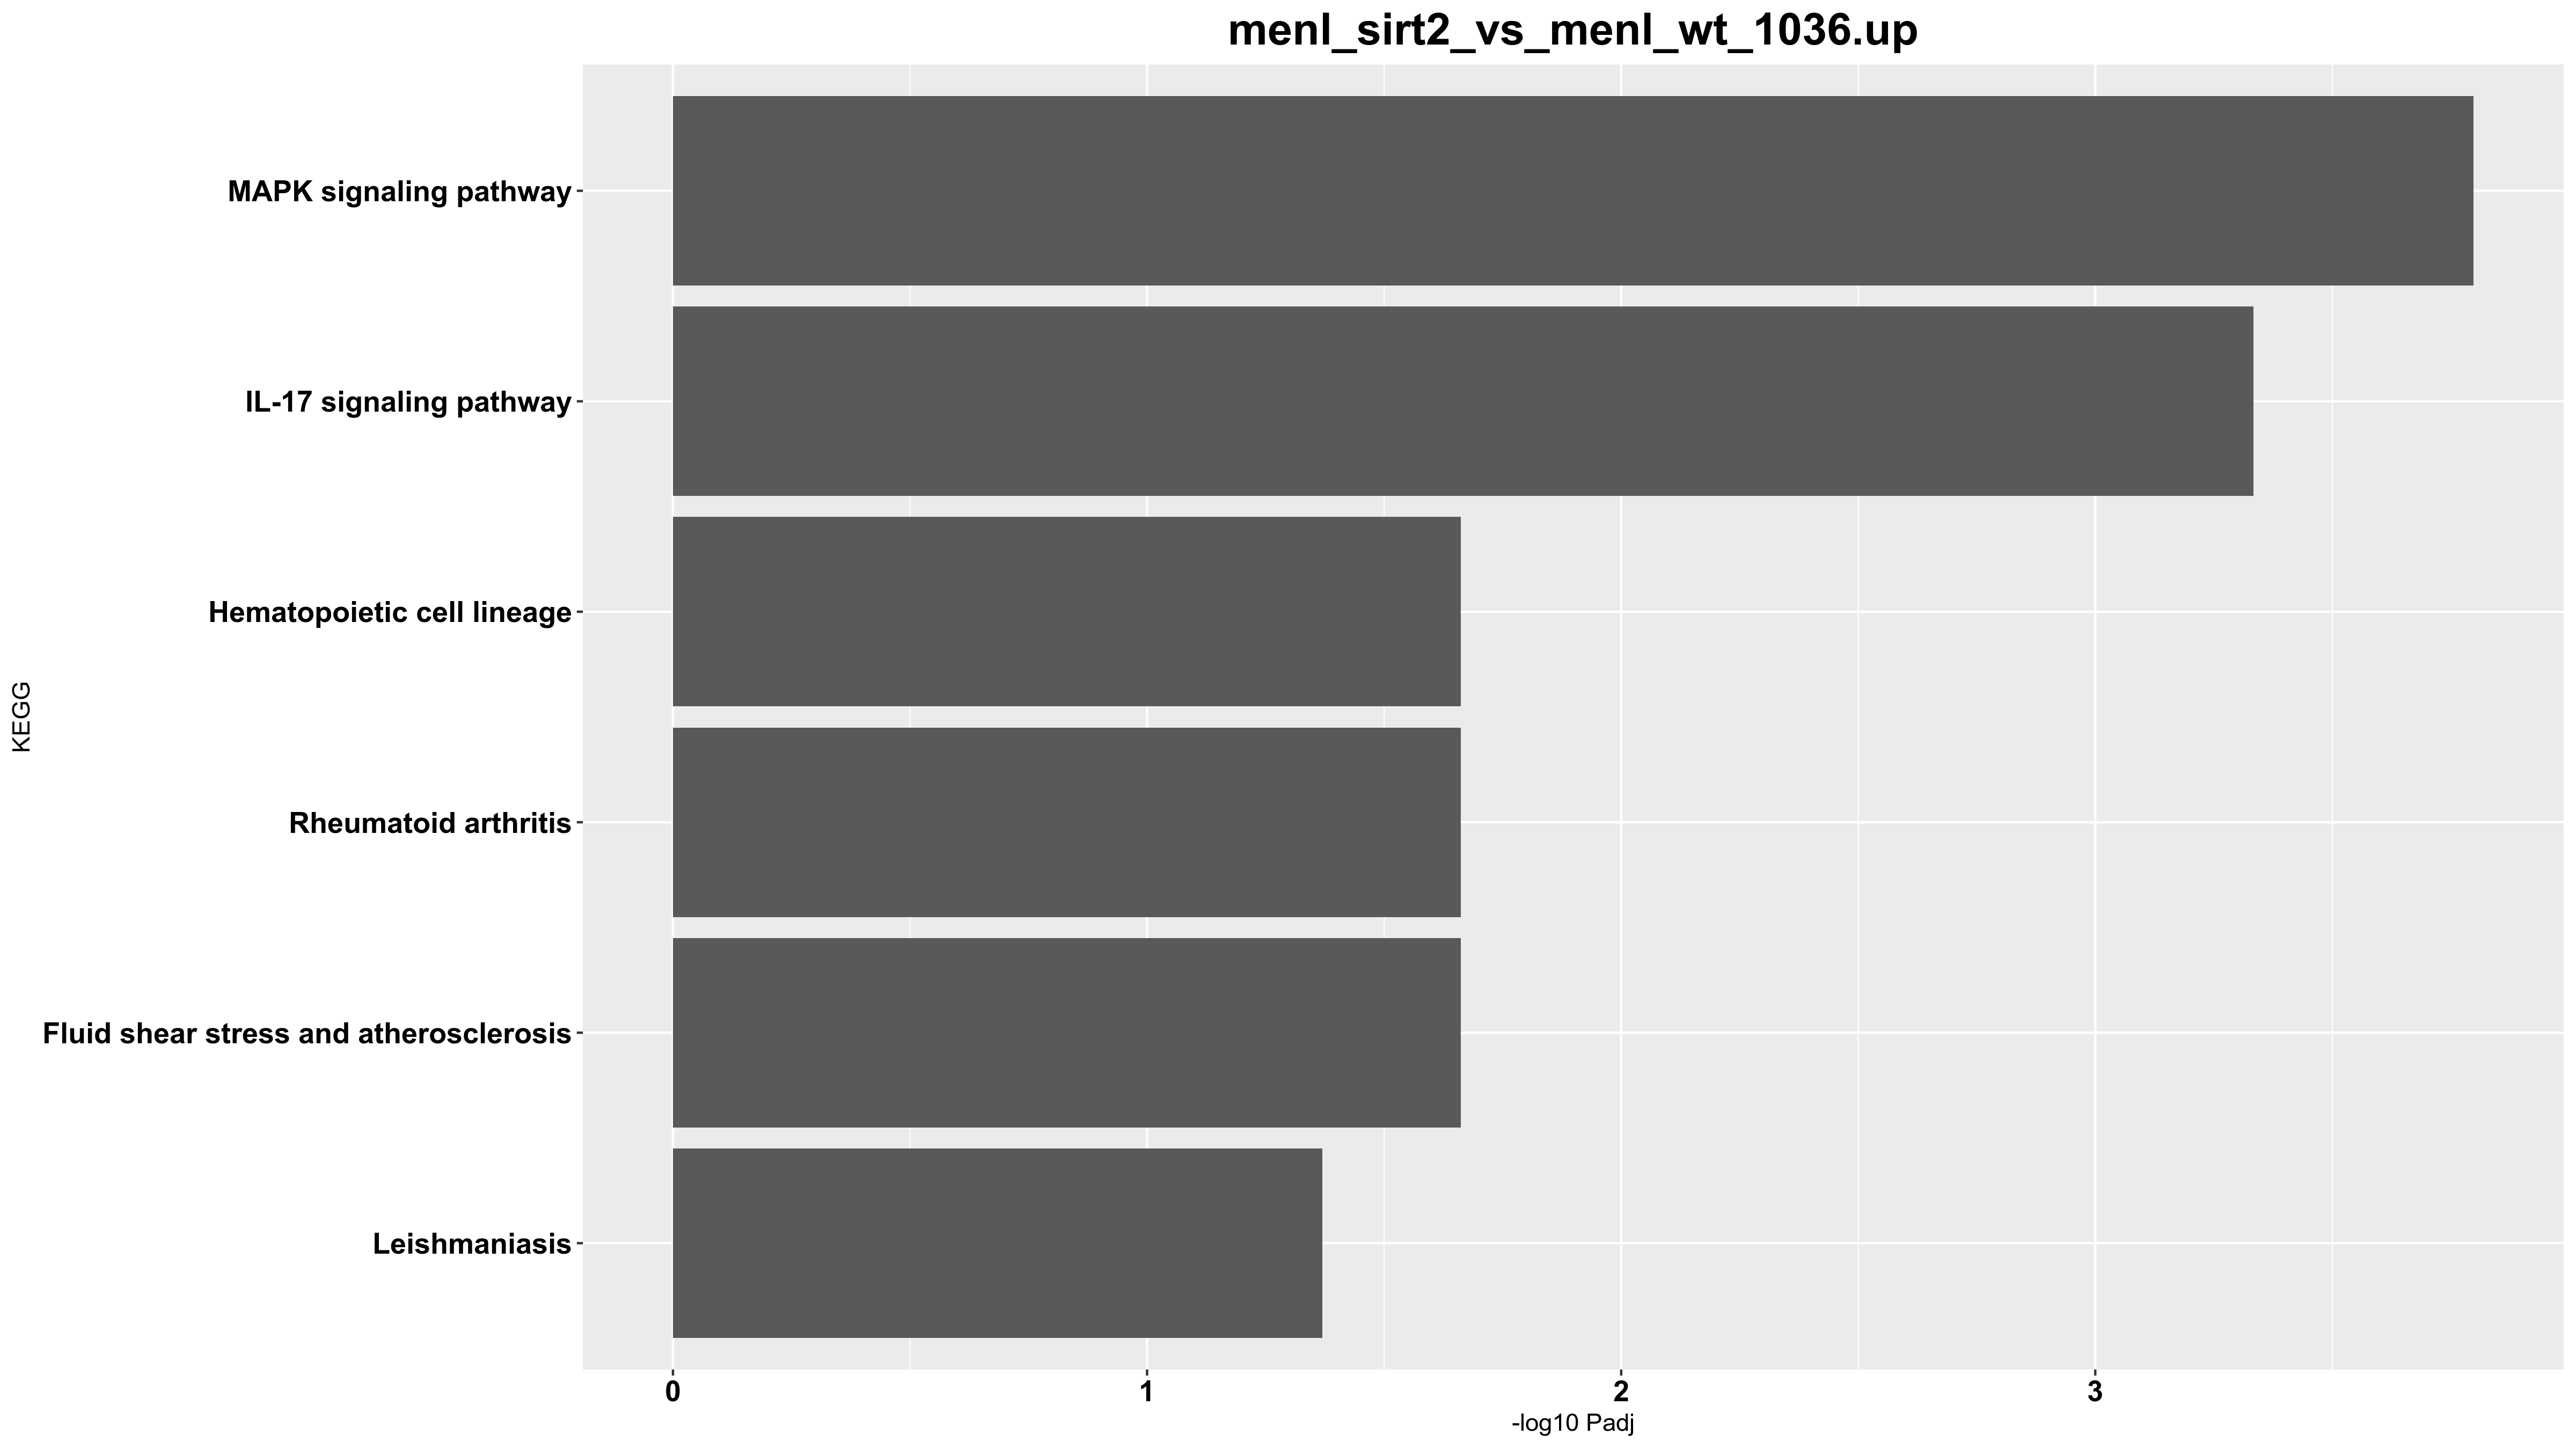 menl_sirt2_vs_menl_wt_1036.up
MAPK signaling pathway
IL-17 signaling pathway
Hematopoietic cell lineage
Rheumatoid arthritis
Fluid shear stress and atherosclerosis
Leishmaniasis
KEGG
0 1 2 3
-log10 Padj